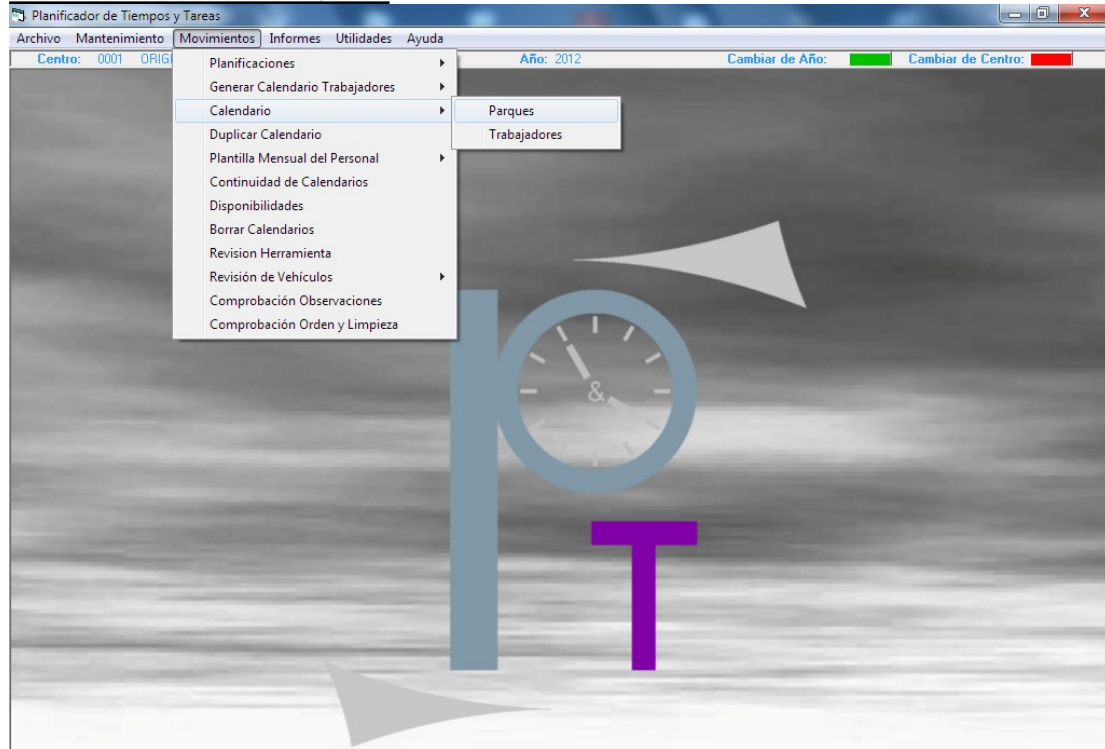 Planificador de Tiempos y Tareas
Archivo Mantenimiento Movimientos Informes Utilidades Ayuda
Centro: 0001 Año: 2012 Cambiar de Año: Cambiar de Centro:
Planificaciones
Generar Calendario Trabajadores
Calendario
Parques
Trabajadores
Duplicar Calendario
Plantilla Mensual del Personal
Continuidad de Calendarios
Disponibilidades
Borrar Calendarios
Revision Herramienta
Revisión de Vehículos
Comprobación Observaciones
Comprobación Orden y Limpieza
P
&
T